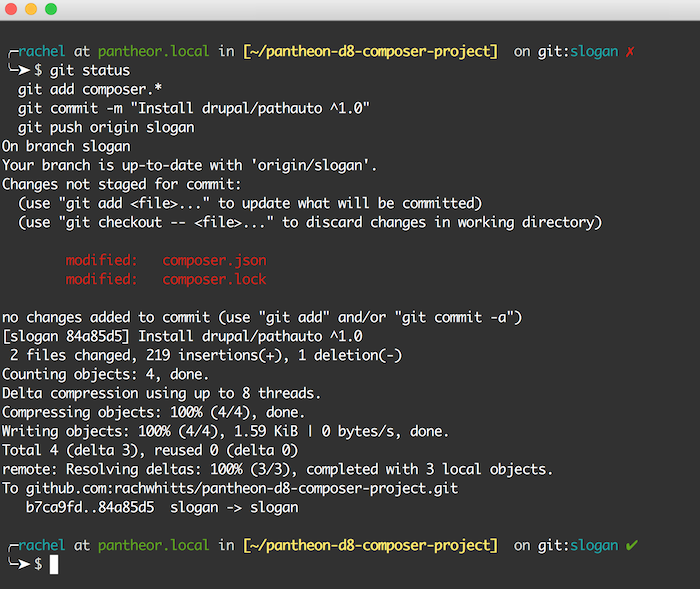 ╭─rachel at pantheor.local in [~/pantheon-d8-composer-project]  on git:slogan ✗
╰─➤ $ git status
  git add composer.*
  git commit -m "Install drupal/pathauto ^1.0"
  git push origin slogan
On branch slogan
Your branch is up-to-date with 'origin/slogan'.
Changes not staged for commit:
  (use "git add <file>..." to update what will be committed)
  (use "git checkout -- <file>..." to discard changes in working directory)

        modified:   composer.json
        modified:   composer.lock

no changes added to commit (use "git add" and/or "git commit -a")
[slogan 84a85d5] Install drupal/pathauto ^1.0
 2 files changed, 219 insertions(+), 1 deletion(-)
Counting objects: 4, done.
Delta compression using up to 8 threads.
Compressing objects: 100% (4/4), done.
Writing objects: 100% (4/4), 1.59 KiB | 0 bytes/s, done.
Total 4 (delta 3), reused 0 (delta 0)
remote: Resolving deltas: 100% (3/3), completed with 3 local objects.
To github.com:rachwhitts/pantheon-d8-composer-project.git
   b7ca9fd..84a85d5  slogan -> slogan

╭─rachel at pantheor.local in [~/pantheon-d8-composer-project]  on git:slogan ✔
╰─➤ $